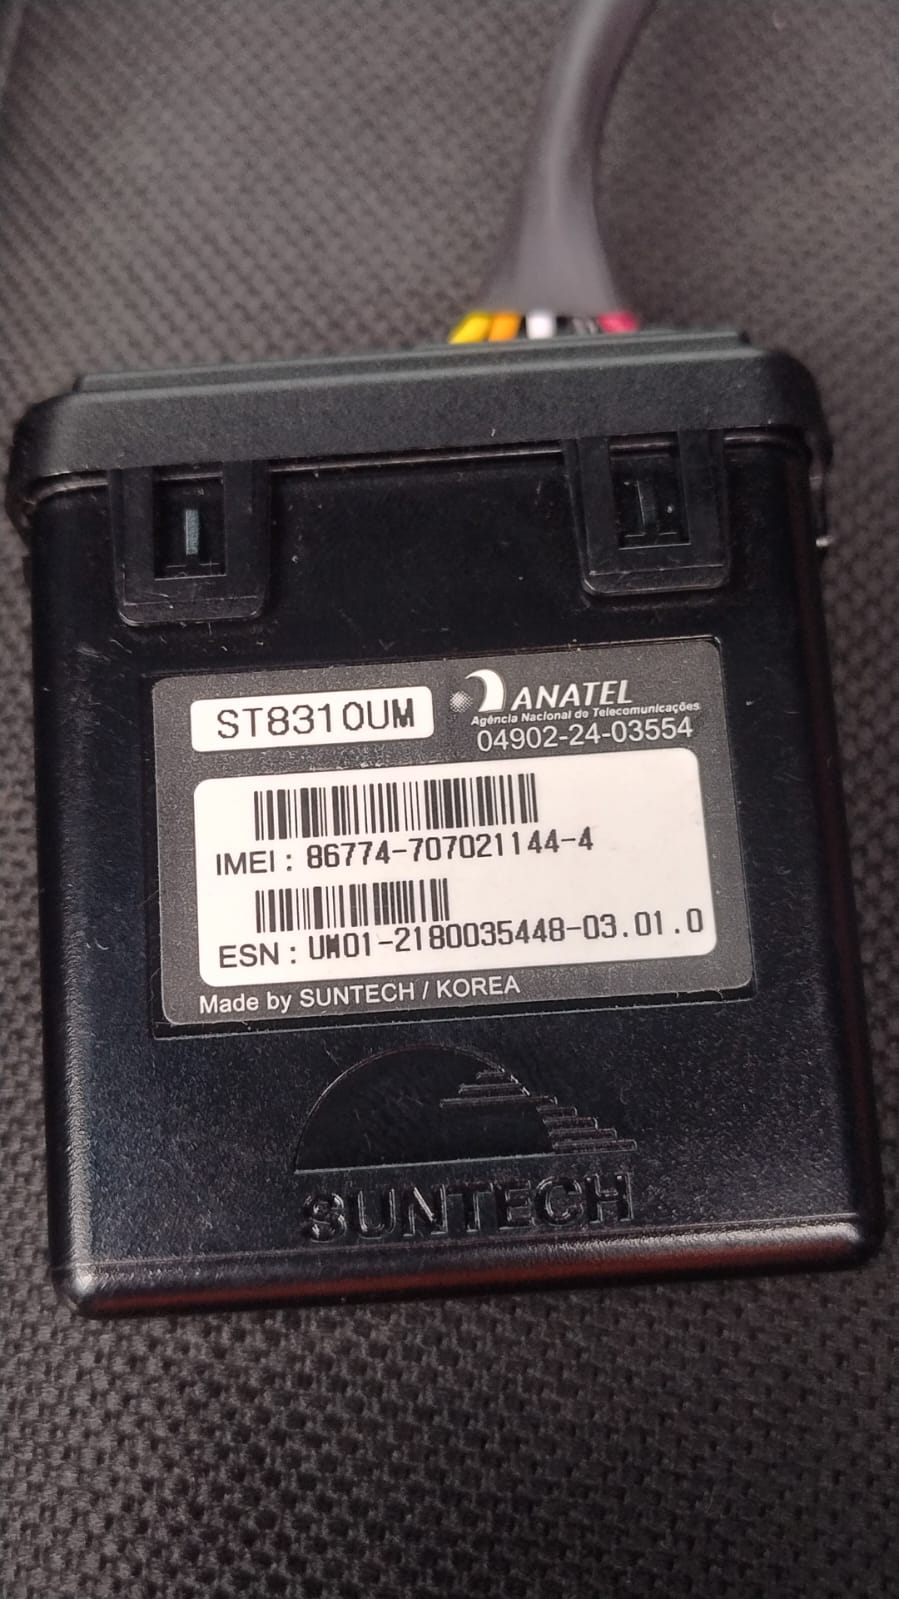 ST8310UM
ANATEL
Agência Nacional de Telecomunicações
04902-24-03554
IMEI : 86774-707021144-4
ESN : UM01-2180035448-03.01.0
Made by SUNTECH / KOREA
SUNTECH